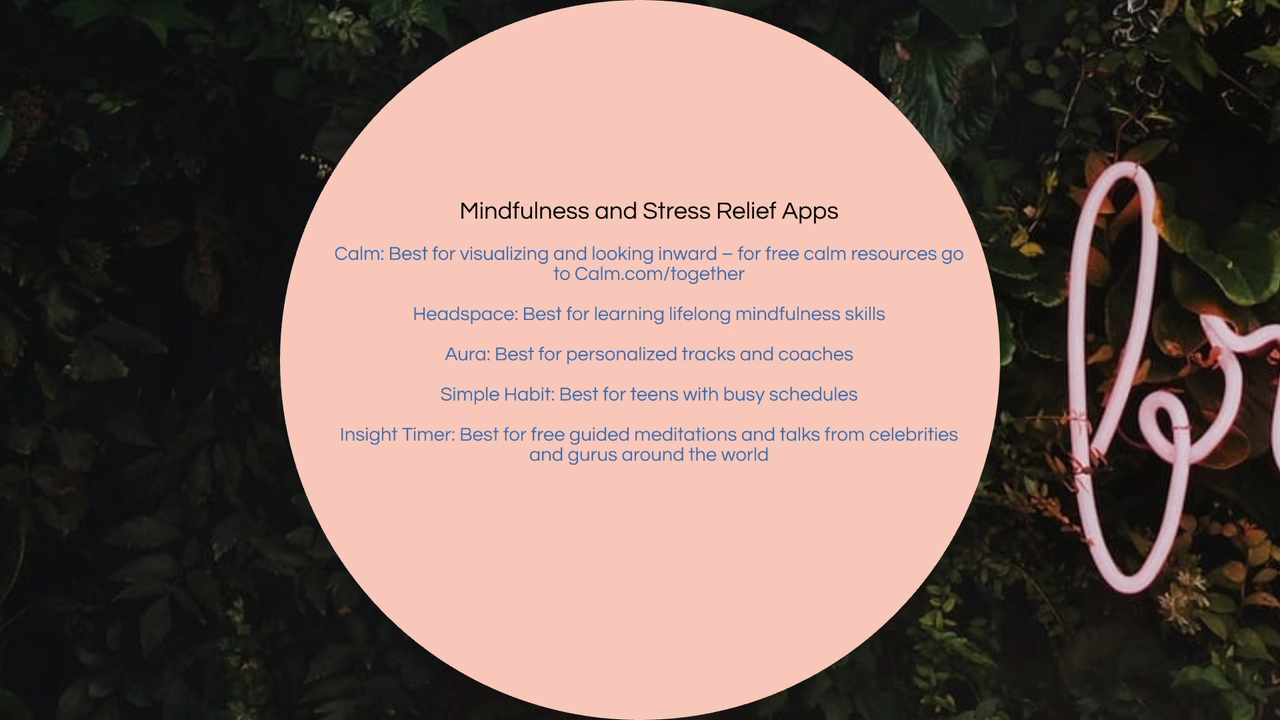 Mindfulness and Stress Relief Apps
Calm: Best for visualizing and looking inward – for free calm resources go
to Calm.com/together
Headspace: Best for learning lifelong mindfulness skills
Aura: Best for personalized tracks and coaches
Simple Habit: Best for teens with busy schedules
Insight Timer: Best for free guided meditations and talks from celebrities
and gurus around the world